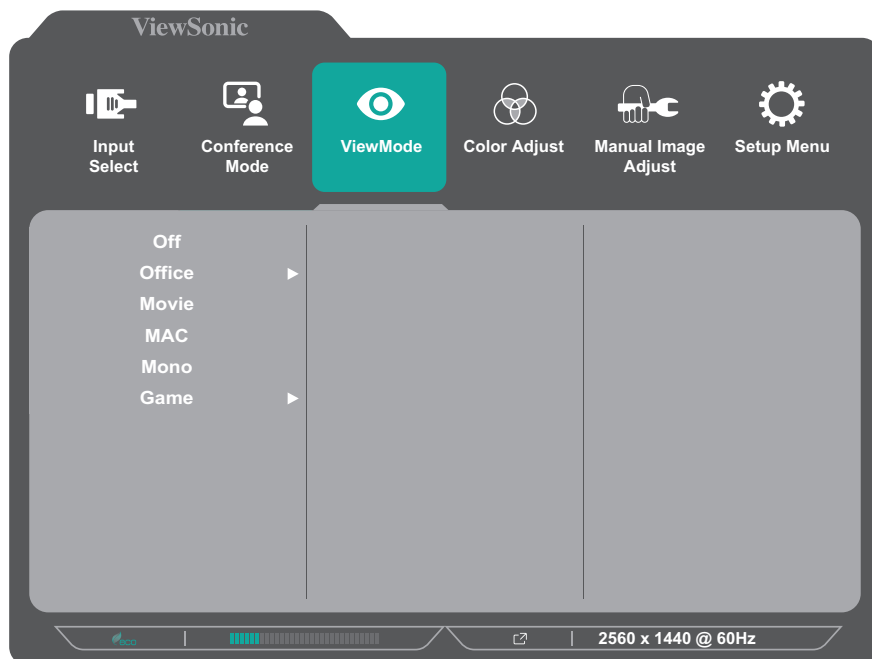 ViewSonic
Input
Select
Conference
Mode
ViewMode
Color Adjust
Manual Image
Adjust
Setup Menu
Off
Office
Movie
MAC
Mono
Game
eco
2560 x 1440 @ 60Hz